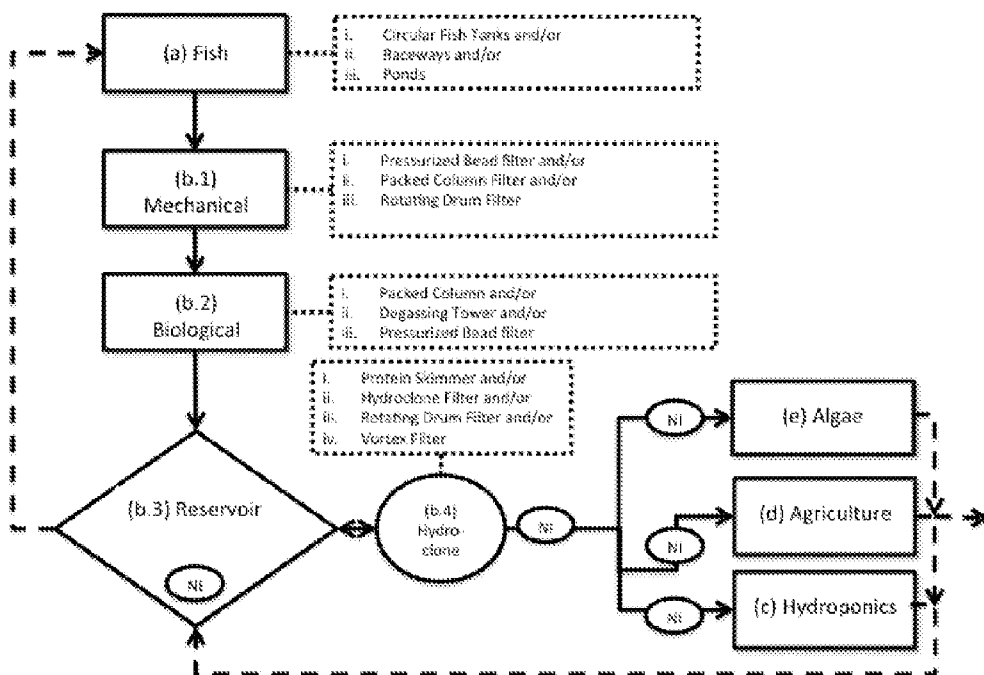 (a) Fish
i. Circular Fish Tanks and/or
ii. Raceways and/or
iii. Ponds
(b.1)
Mechanical
i. Pressurized Bead filter and/or
ii. Packed Column Filter and/or
iii. Rotating Drum Filter
(b.2)
Biological
i. Packed Column and/or
ii. Degassing Tower and/or
iii. Pressurized Bead filter
i. Protein Skimmer and/or
ii. Hydroclone Filter and/or
iii. Rotating Drum Filter and/or
iv. Vortex Filter
(b.3) Reservoir
NI
(b.4)
Hydro-
clone
NI
NI
(e) Algae
NI
(d) Agriculture
NI
(c) Hydroponics